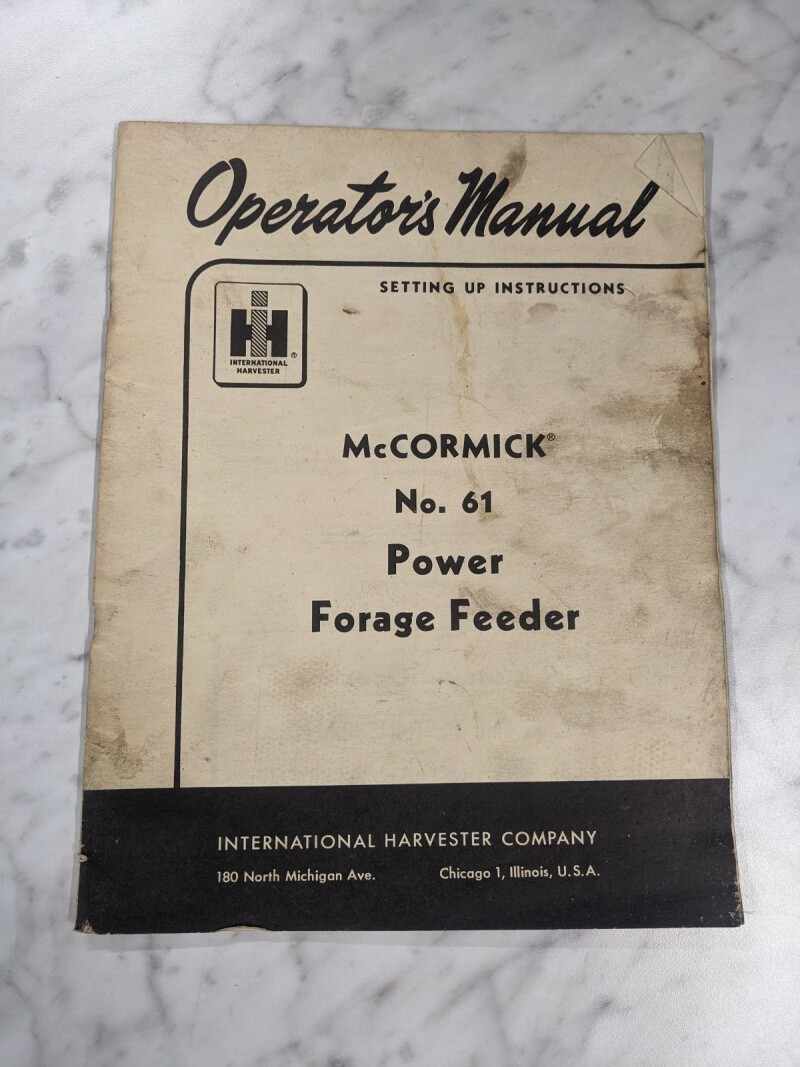 Operator's Manual
SETTING UP INSTRUCTIONS
IH
INTERNATIONAL
HARVESTER
®
McCORMICK®
No. 61
Power
Forage Feeder
INTERNATIONAL HARVESTER COMPANY
180 North Michigan Ave. Chicago 1, Illinois, U.S.A.